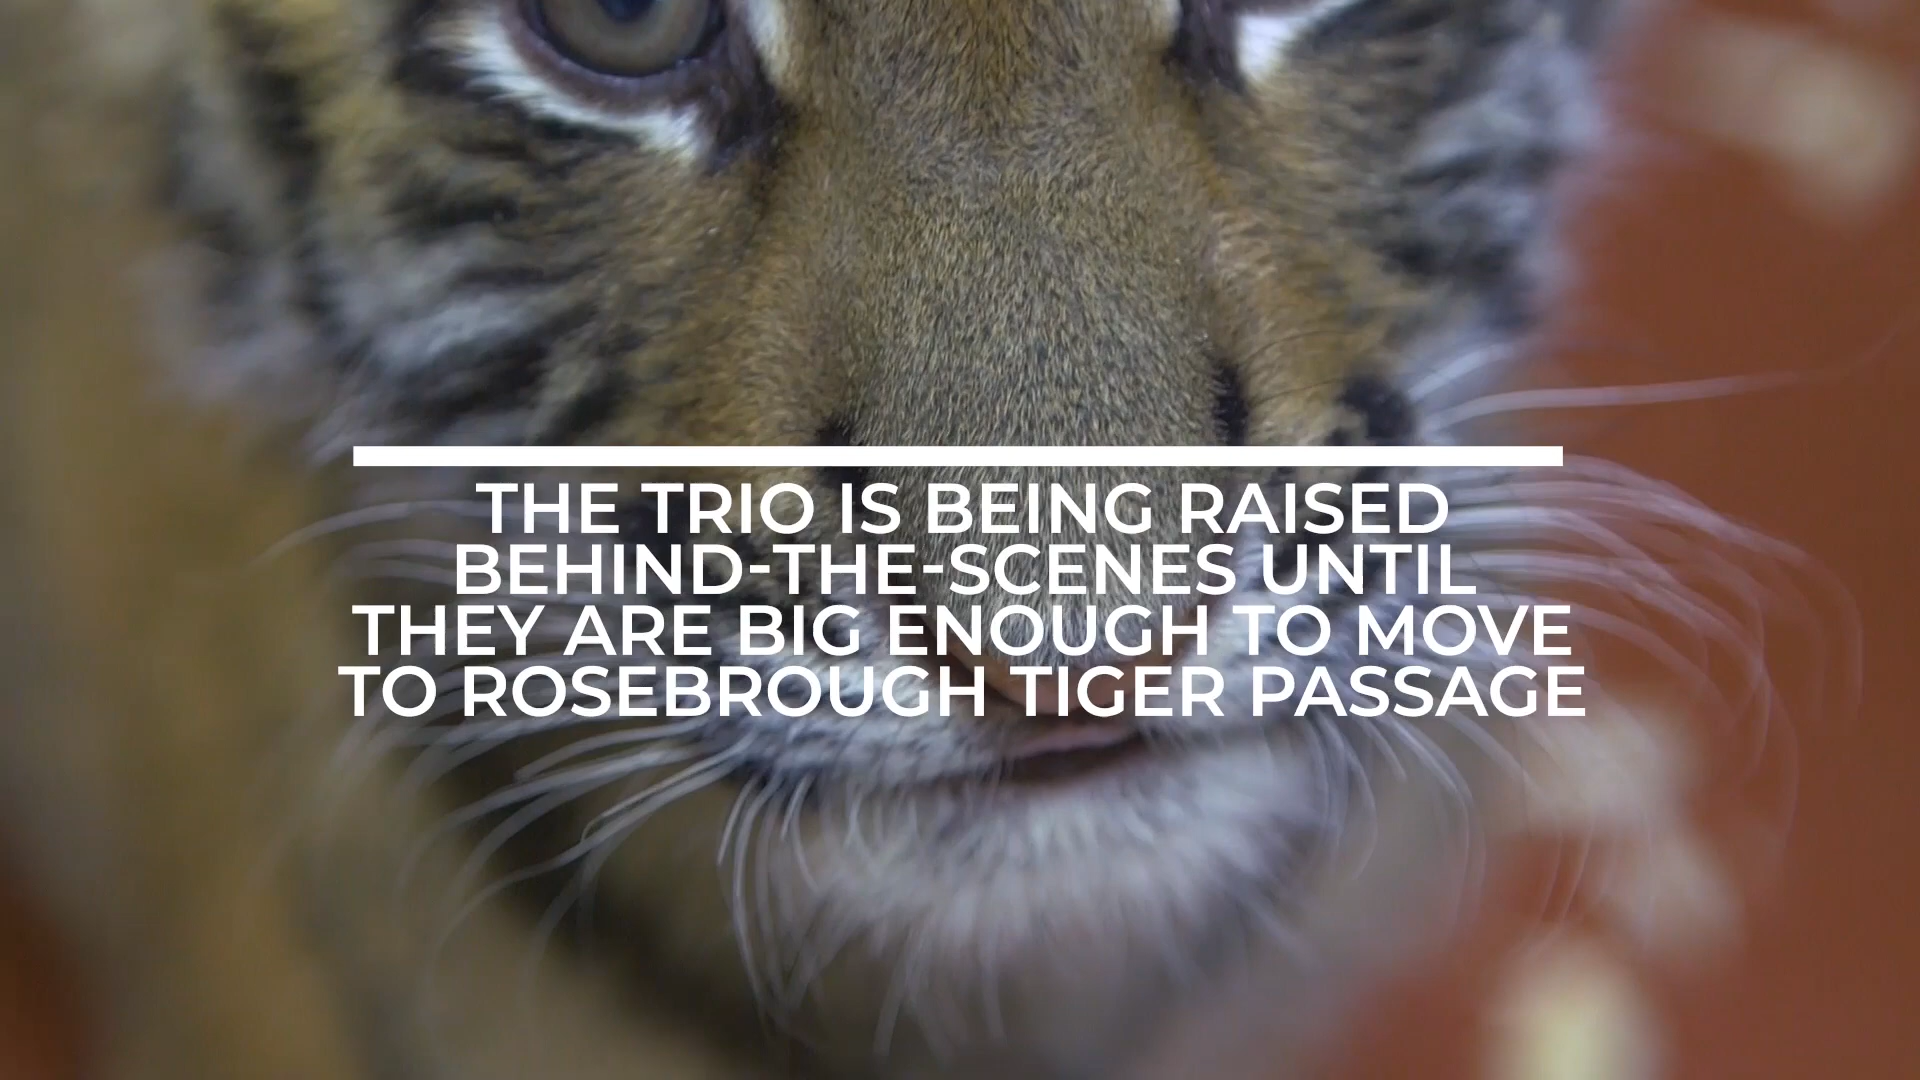 THE TRIO IS BEING RAISED
BEHIND-THE-SCENES UNTIL
THEY ARE BIG ENOUGH TO MOVE
TO ROSEBROUGH TIGER PASSAGE